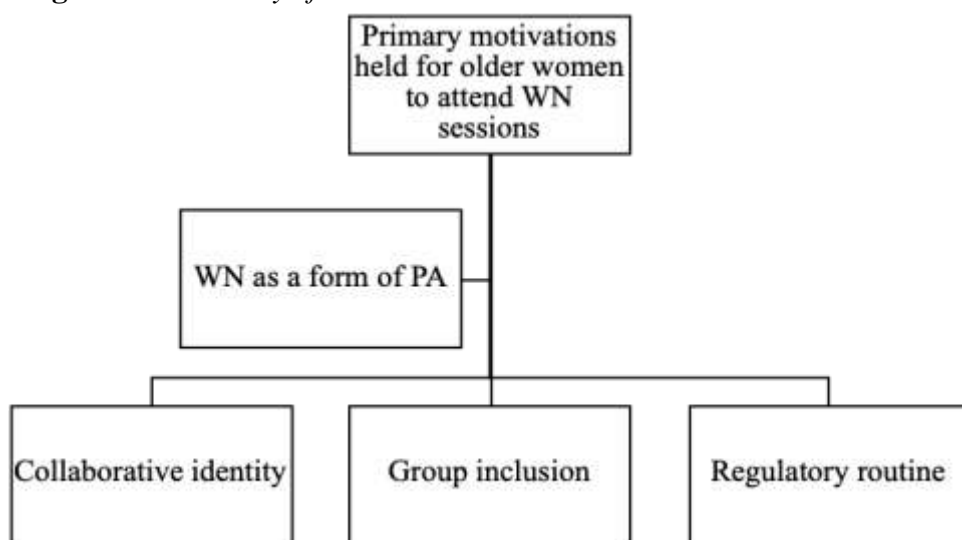 Primary motivations
held for older women
to attend WN
sessions
WN as a form of PA
Collaborative identity
Group inclusion
Regulatory routine